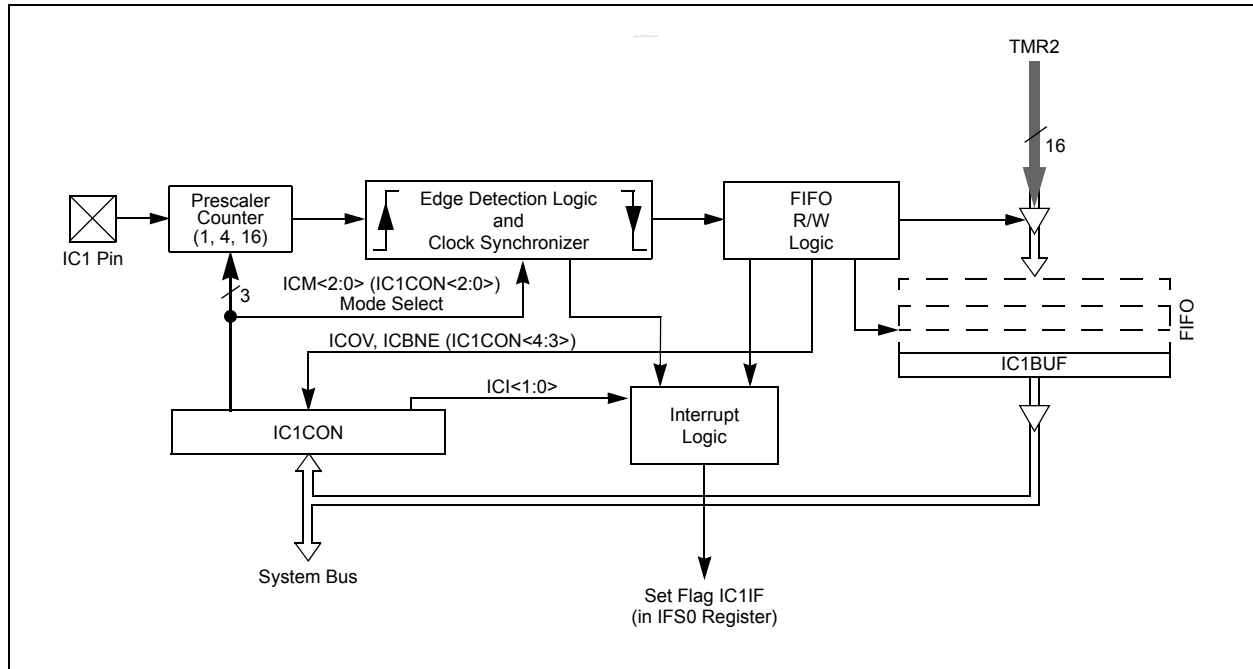 TMR2
16
Prescaler
Counter
(1, 4, 16)
Edge Detection Logic
and
Clock Synchronizer
FIFO
R/W
Logic
IC1 Pin
3
ICM<2:0> (IC1CON<2:0>)
Mode Select
FIFO
ICOV, ICBNE (IC1CON<4:3>)
IC1BUF
ICI<1:0>
IC1CON
Interrupt
Logic
System Bus
Set Flag IC1IF
(in IFS0 Register)